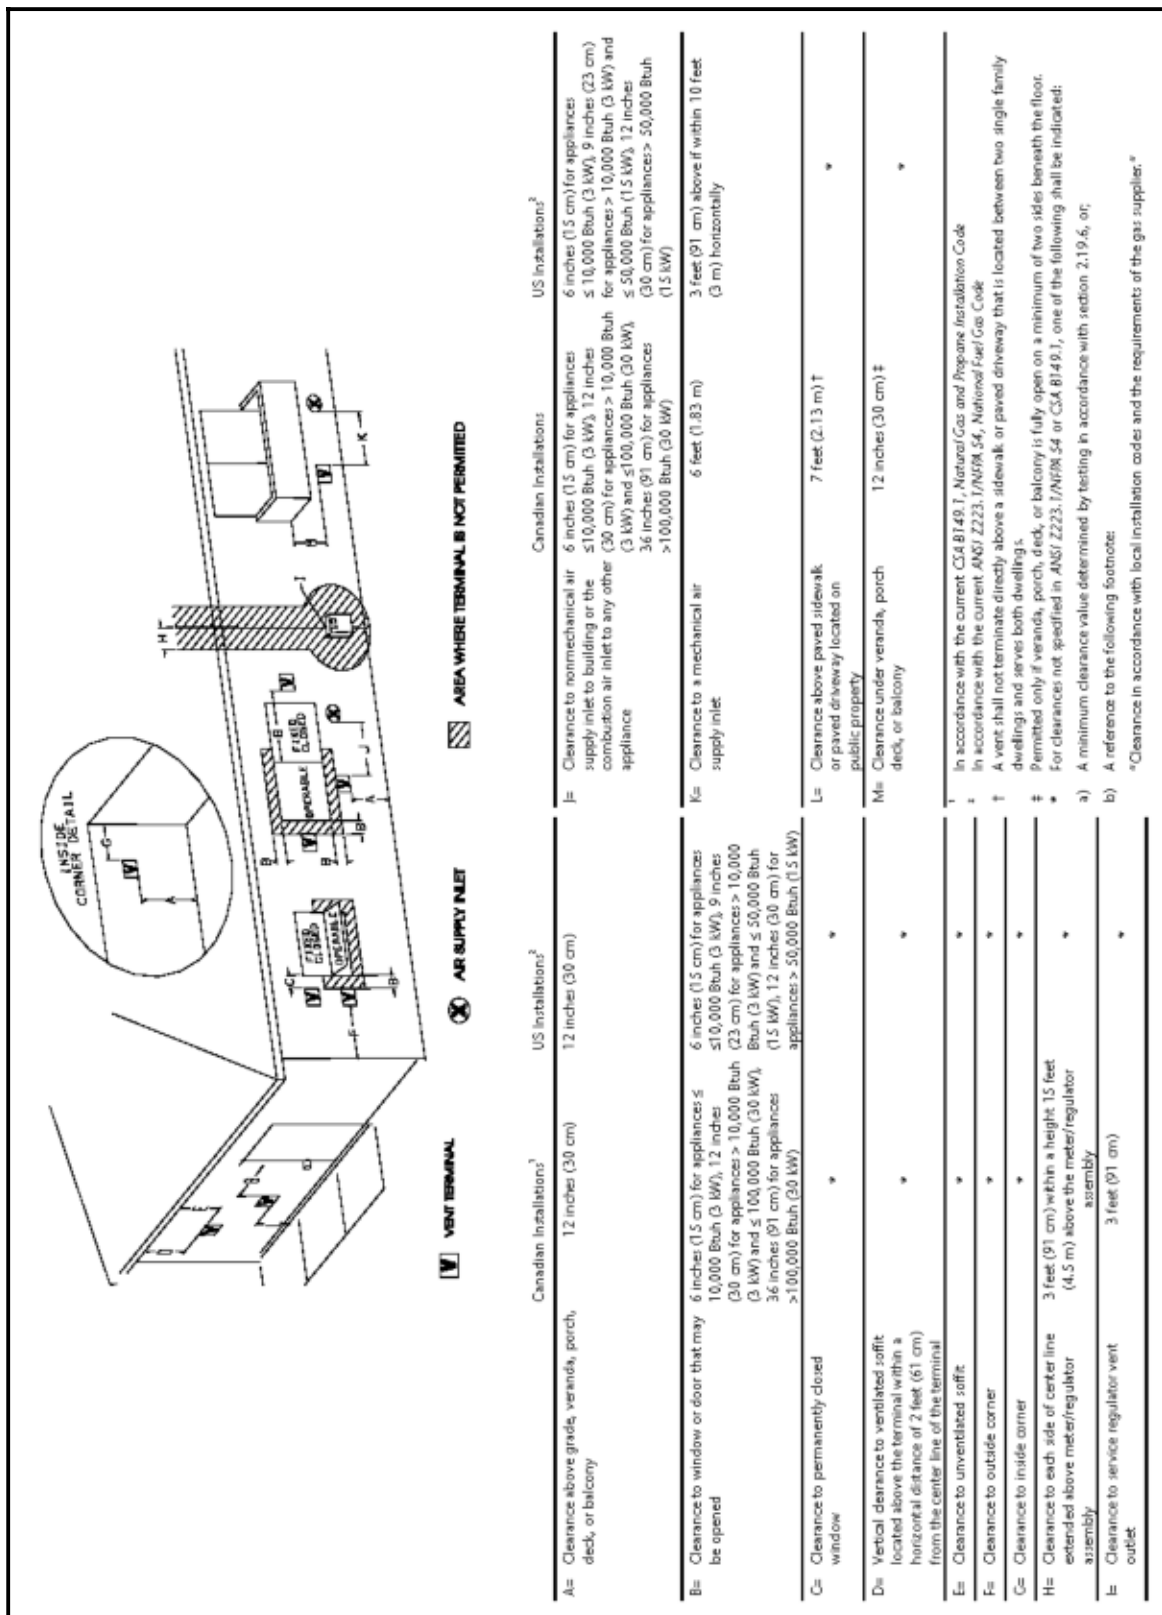 INSIDE
CORNER DETAIL
G
V
A
D
E
V
B
V
B
C
V
V
F
B
FIXED
CLOSED
OPERABLE
B
V
B
B
OPERABLE
FIXED
CLOSED
B
V
V
J
A
H
I
M
V
K
V VENT TERMINAL
X AIR SUPPLY INLET
AREA WHERE TERMINAL IS NOT PERMITTED
Canadian Installations¹ US Installations²
A= Clearance above grade, veranda, porch, 12 inches (30 cm) 12 inches (30 cm)
deck, or balcony
B= Clearance to window or door that may 6 inches (15 cm) for appliances ≤ 6 inches (15 cm) for appliances
be opened 10,000 Btuh (3 kW), 12 inches ≤10,000 Btuh (3 kW), 9 inches
(30 cm) for appliances > 10,000 Btuh (23 cm) for appliances > 10,000
(3 kW) and ≤ 100,000 Btuh (30 kW), Btuh (3 kW) and ≤ 50,000 Btuh
36 inches (91 cm) for appliances (15 kW), 12 inches (30 cm) for
>100,000 Btuh (30 kW) appliances > 50,000 Btuh (15 kW)
C= Clearance to permanently closed * *
window
D= Vertical clearance to ventilated soffit * *
located above the terminal within a
horizontal distance of 2 feet (61 cm)
from the center line of the terminal
E= Clearance to unventilated soffit * *
F= Clearance to outside corner * *
G= Clearance to inside corner * *
H= Clearance to each side of center line 3 feet (91 cm) within a height 15 feet *
extended above meter/regulator (4.5 m) above the meter/regulator
assembly assembly
I= Clearance to service regulator vent 3 feet (91 cm) *
outlet
Canadian Installations US Installations²
J= Clearance to nonmechanical air 6 inches (15 cm) for appliances 6 inches (15 cm) for appliances
supply inlet to building or the ≤10,000 Btuh (3 kW), 12 inches ≤ 10,000 Btuh (3 kW), 9 inches (23 cm)
combustion air inlet to any other (30 cm) for appliances > 10,000 Btuh for appliances > 10,000 Btuh (3 kW) and
appliance (3 kW) and ≤100,000 Btuh (30 kW), ≤ 50,000 Btuh (15 kW), 12 inches
36 inches (91 cm) for appliances (30 cm) for appliances > 50,000 Btuh
>100,000 Btuh (30 kW) (15 kW)
K= Clearance to a mechanical air 6 feet (1.83 m) 3 feet (91 cm) above if within 10 feet
supply inlet (3 m) horizontally
L= Clearance above paved sidewalk 7 feet (2.13 m) † *
or paved driveway located on
public property
M= Clearance under veranda, porch 12 inches (30 cm) ‡ *
deck, or balcony
¹ In accordance with the current CSA B149.1, Natural Gas and Propane Installation Code
² In accordance with the current ANSI Z223.1/NFPA 54, National Fuel Gas Code
† A vent shall not terminate directly above a sidewalk or paved driveway that is located between two single family
dwellings and serves both dwellings.
‡ Permitted only if veranda, porch, deck, or balcony is fully open on a minimum of two sides beneath the floor.
* For clearances not specified in ANSI Z223.1/NFPA 54 or CSA B149.1, one of the following shall be indicated:
a) A minimum clearance value determined by testing in accordance with section 2.19.6, or;
b) A reference to the following footnote:
"Clearance in accordance with local installation codes and the requirements of the gas supplier."